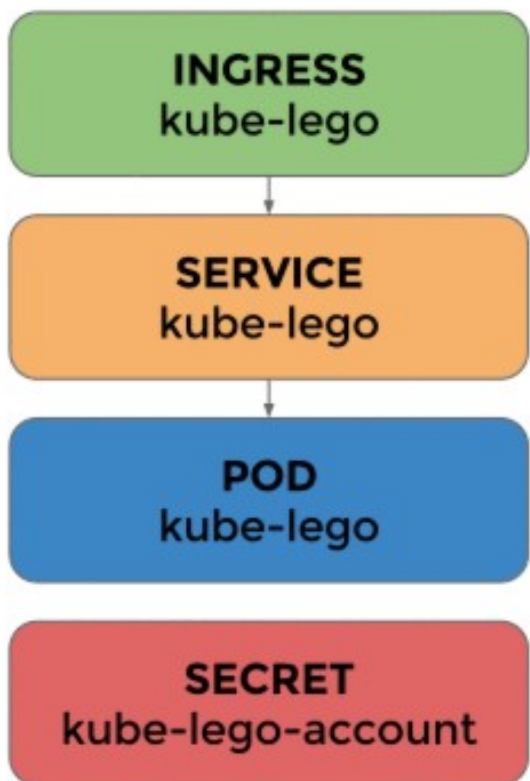 INGRESS
kube-lego
SERVICE
kube-lego
POD
kube-lego
SECRET
kube-lego-account